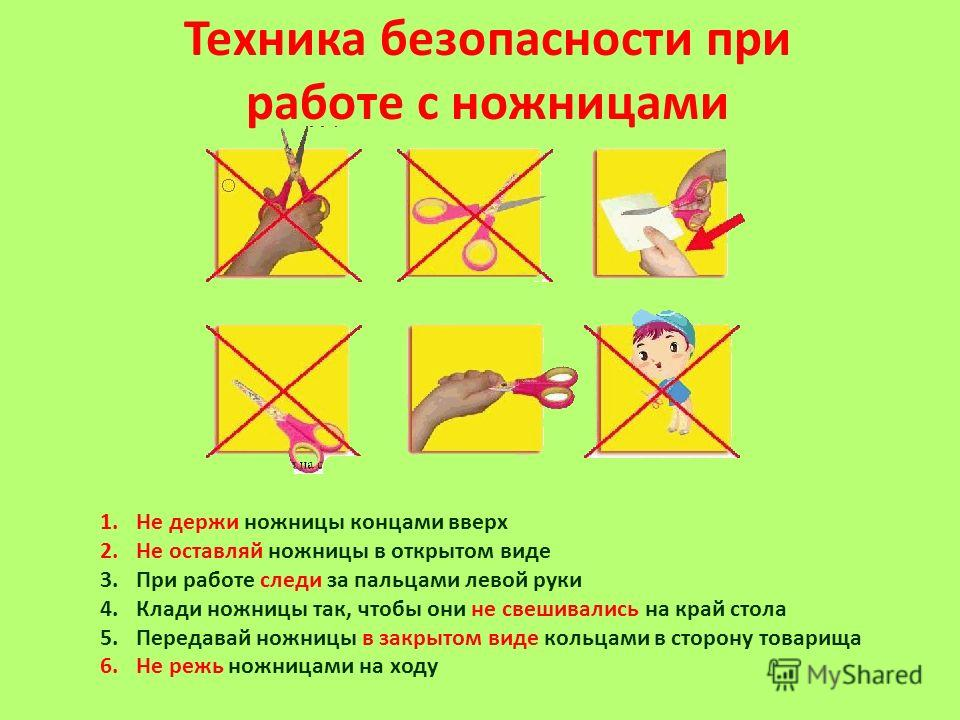 Техника безопасности при
работе с ножницами
1. Не держи ножницы концами вверх
2. Не оставляй ножницы в открытом виде
3. При работе следи за пальцами левой руки
4. Клади ножницы так, чтобы они не свешивались на край стола
5. Передавай ножницы в закрытом виде кольцами в сторону товарища
6. Не режь ножницами на ходу
MyShared